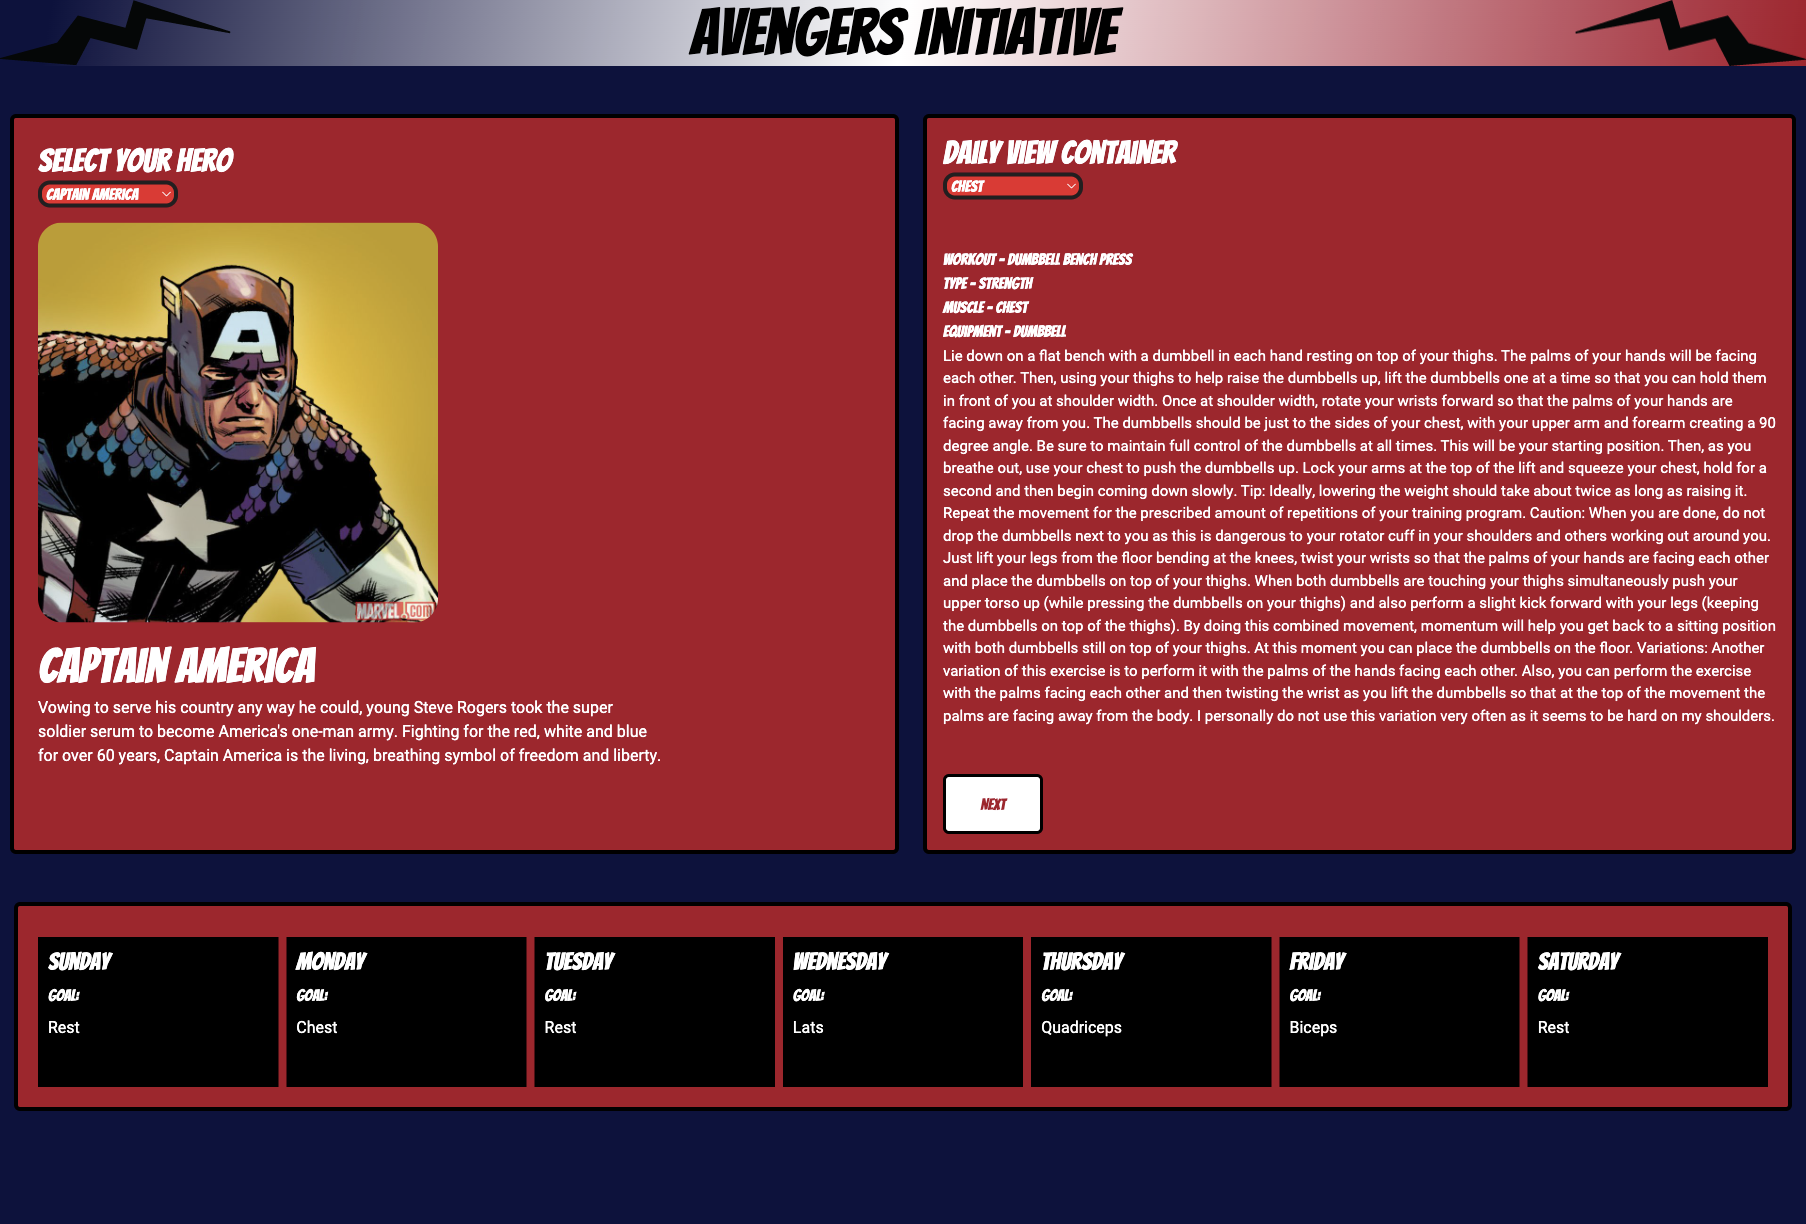 AVENGERS INITIATIVE
SELECT YOUR HERO
CAPTAIN AMERICA
A
MARVEL.com
CAPTAIN AMERICA
Vowing to serve his country any way he could, young Steve Rogers took the super
soldier serum to become America's one-man army. Fighting for the red, white and blue
for over 60 years, Captain America is the living, breathing symbol of freedom and liberty.
DAILY VIEW CONTAINER
CHEST
WORKOUT - DUMBBELL BENCH PRESS
TYPE - STRENGTH
MUSCLE - CHEST
EQUIPMENT - DUMBBELL
Lie down on a flat bench with a dumbbell in each hand resting on top of your thighs. The palms of your hands will be facing
each other. Then, using your thighs to help raise the dumbbells up, lift the dumbbells one at a time so that you can hold them
in front of you at shoulder width. Once at shoulder width, rotate your wrists forward so that the palms of your hands are
facing away from you. The dumbbells should be just to the sides of your chest, with your upper arm and forearm creating a 90
degree angle. Be sure to maintain full control of the dumbbells at all times. This will be your starting position. Then, as you
breathe out, use your chest to push the dumbbells up. Lock your arms at the top of the lift and squeeze your chest, hold for a
second and then begin coming down slowly. Tip: Ideally, lowering the weight should take about twice as long as raising it.
Repeat the movement for the prescribed amount of repetitions of your training program. Caution: When you are done, do not
drop the dumbbells next to you as this is dangerous to your rotator cuff in your shoulders and others working out around you.
Just lift your legs from the floor bending at the knees, twist your wrists so that the palms of your hands are facing each other
and place the dumbbells on top of your thighs. When both dumbbells are touching your thighs simultaneously push your
upper torso up (while pressing the dumbbells on your thighs) and also perform a slight kick forward with your legs (keeping
the dumbbells on top of the thighs). By doing this combined movement, momentum will help you get back to a sitting position
with both dumbbells still on top of your thighs. At this moment you can place the dumbbells on the floor. Variations: Another
variation of this exercise is to perform it with the palms of the hands facing each other. Also, you can perform the exercise
with the palms facing each other and then twisting the wrist as you lift the dumbbells so that at the top of the movement the
palms are facing away from the body. I personally do not use this variation very often as it seems to be hard on my shoulders.
NEXT
SUNDAY
GOAL:
Rest
MONDAY
GOAL:
Chest
TUESDAY
GOAL:
Rest
WEDNESDAY
GOAL:
Lats
THURSDAY
GOAL:
Quadriceps
FRIDAY
GOAL:
Biceps
SATURDAY
GOAL:
Rest